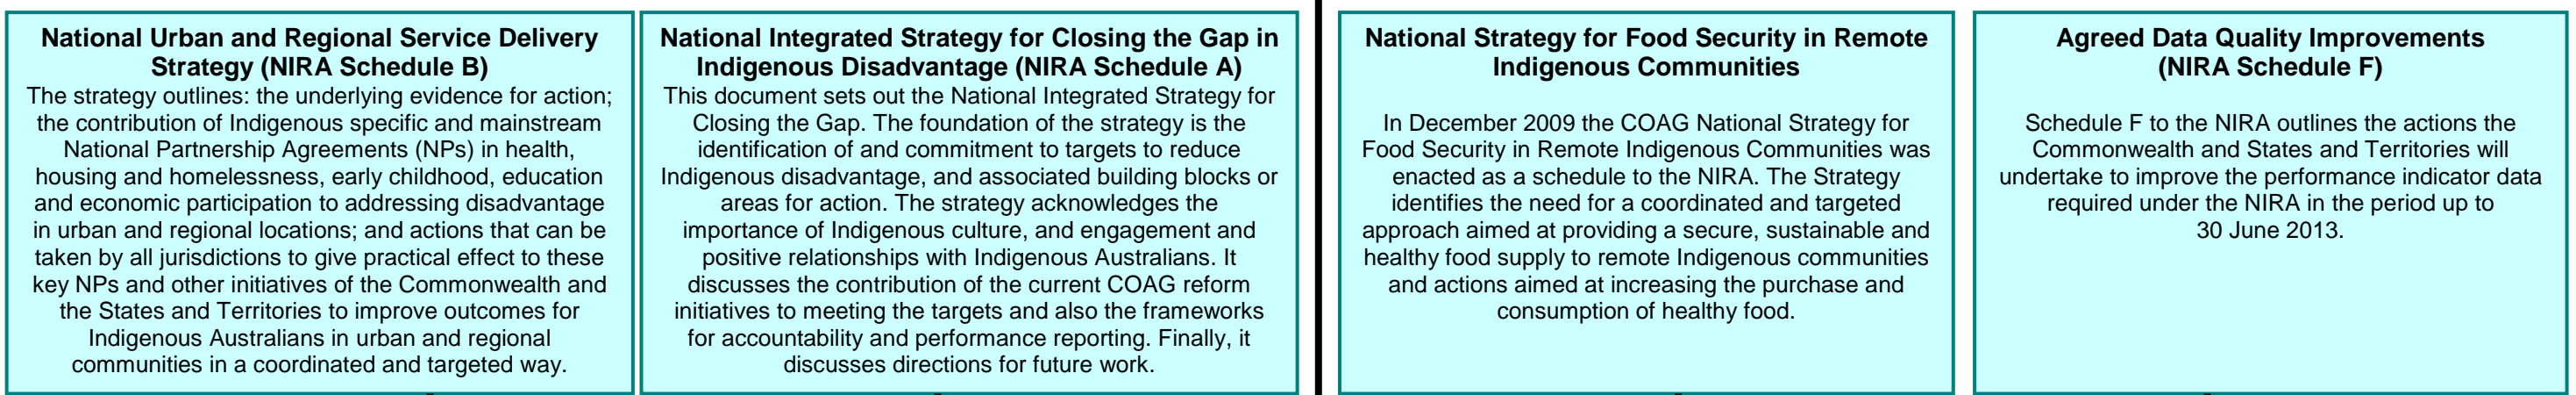 National Urban and Regional Service Delivery
Strategy (NIRA Schedule B)
The strategy outlines: the underlying evidence for action;
the contribution of Indigenous specific and mainstream
National Partnership Agreements (NPs) in health,
housing and homelessness, early childhood, education
and economic participation to addressing disadvantage
in urban and regional locations; and actions that can be
taken by all jurisdictions to give practical effect to these
key NPs and other initiatives of the Commonwealth and
the States and Territories to improve outcomes for
Indigenous Australians in urban and regional
communities in a coordinated and targeted way.
National Integrated Strategy for Closing the Gap in
Indigenous Disadvantage (NIRA Schedule A)
This document sets out the National Integrated Strategy for
Closing the Gap. The foundation of the strategy is the
identification of and commitment to targets to reduce
Indigenous disadvantage, and associated building blocks or
areas for action. The strategy acknowledges the
importance of Indigenous culture, and engagement and
positive relationships with Indigenous Australians. It
discusses the contribution of the current COAG reform
initiatives to meeting the targets and also the frameworks
for accountability and performance reporting. Finally, it
discusses directions for future work.
National Strategy for Food Security in Remote
Indigenous Communities
In December 2009 the COAG National Strategy for
Food Security in Remote Indigenous Communities was
enacted as a schedule to the NIRA. The Strategy
identifies the need for a coordinated and targeted
approach aimed at providing a secure, sustainable and
healthy food supply to remote Indigenous communities
and actions aimed at increasing the purchase and
consumption of healthy food.
Agreed Data Quality Improvements
(NIRA Schedule F)
Schedule F to the NIRA outlines the actions the
Commonwealth and States and Territories will
undertake to improve the performance indicator data
required under the NIRA in the period up to
30 June 2013.